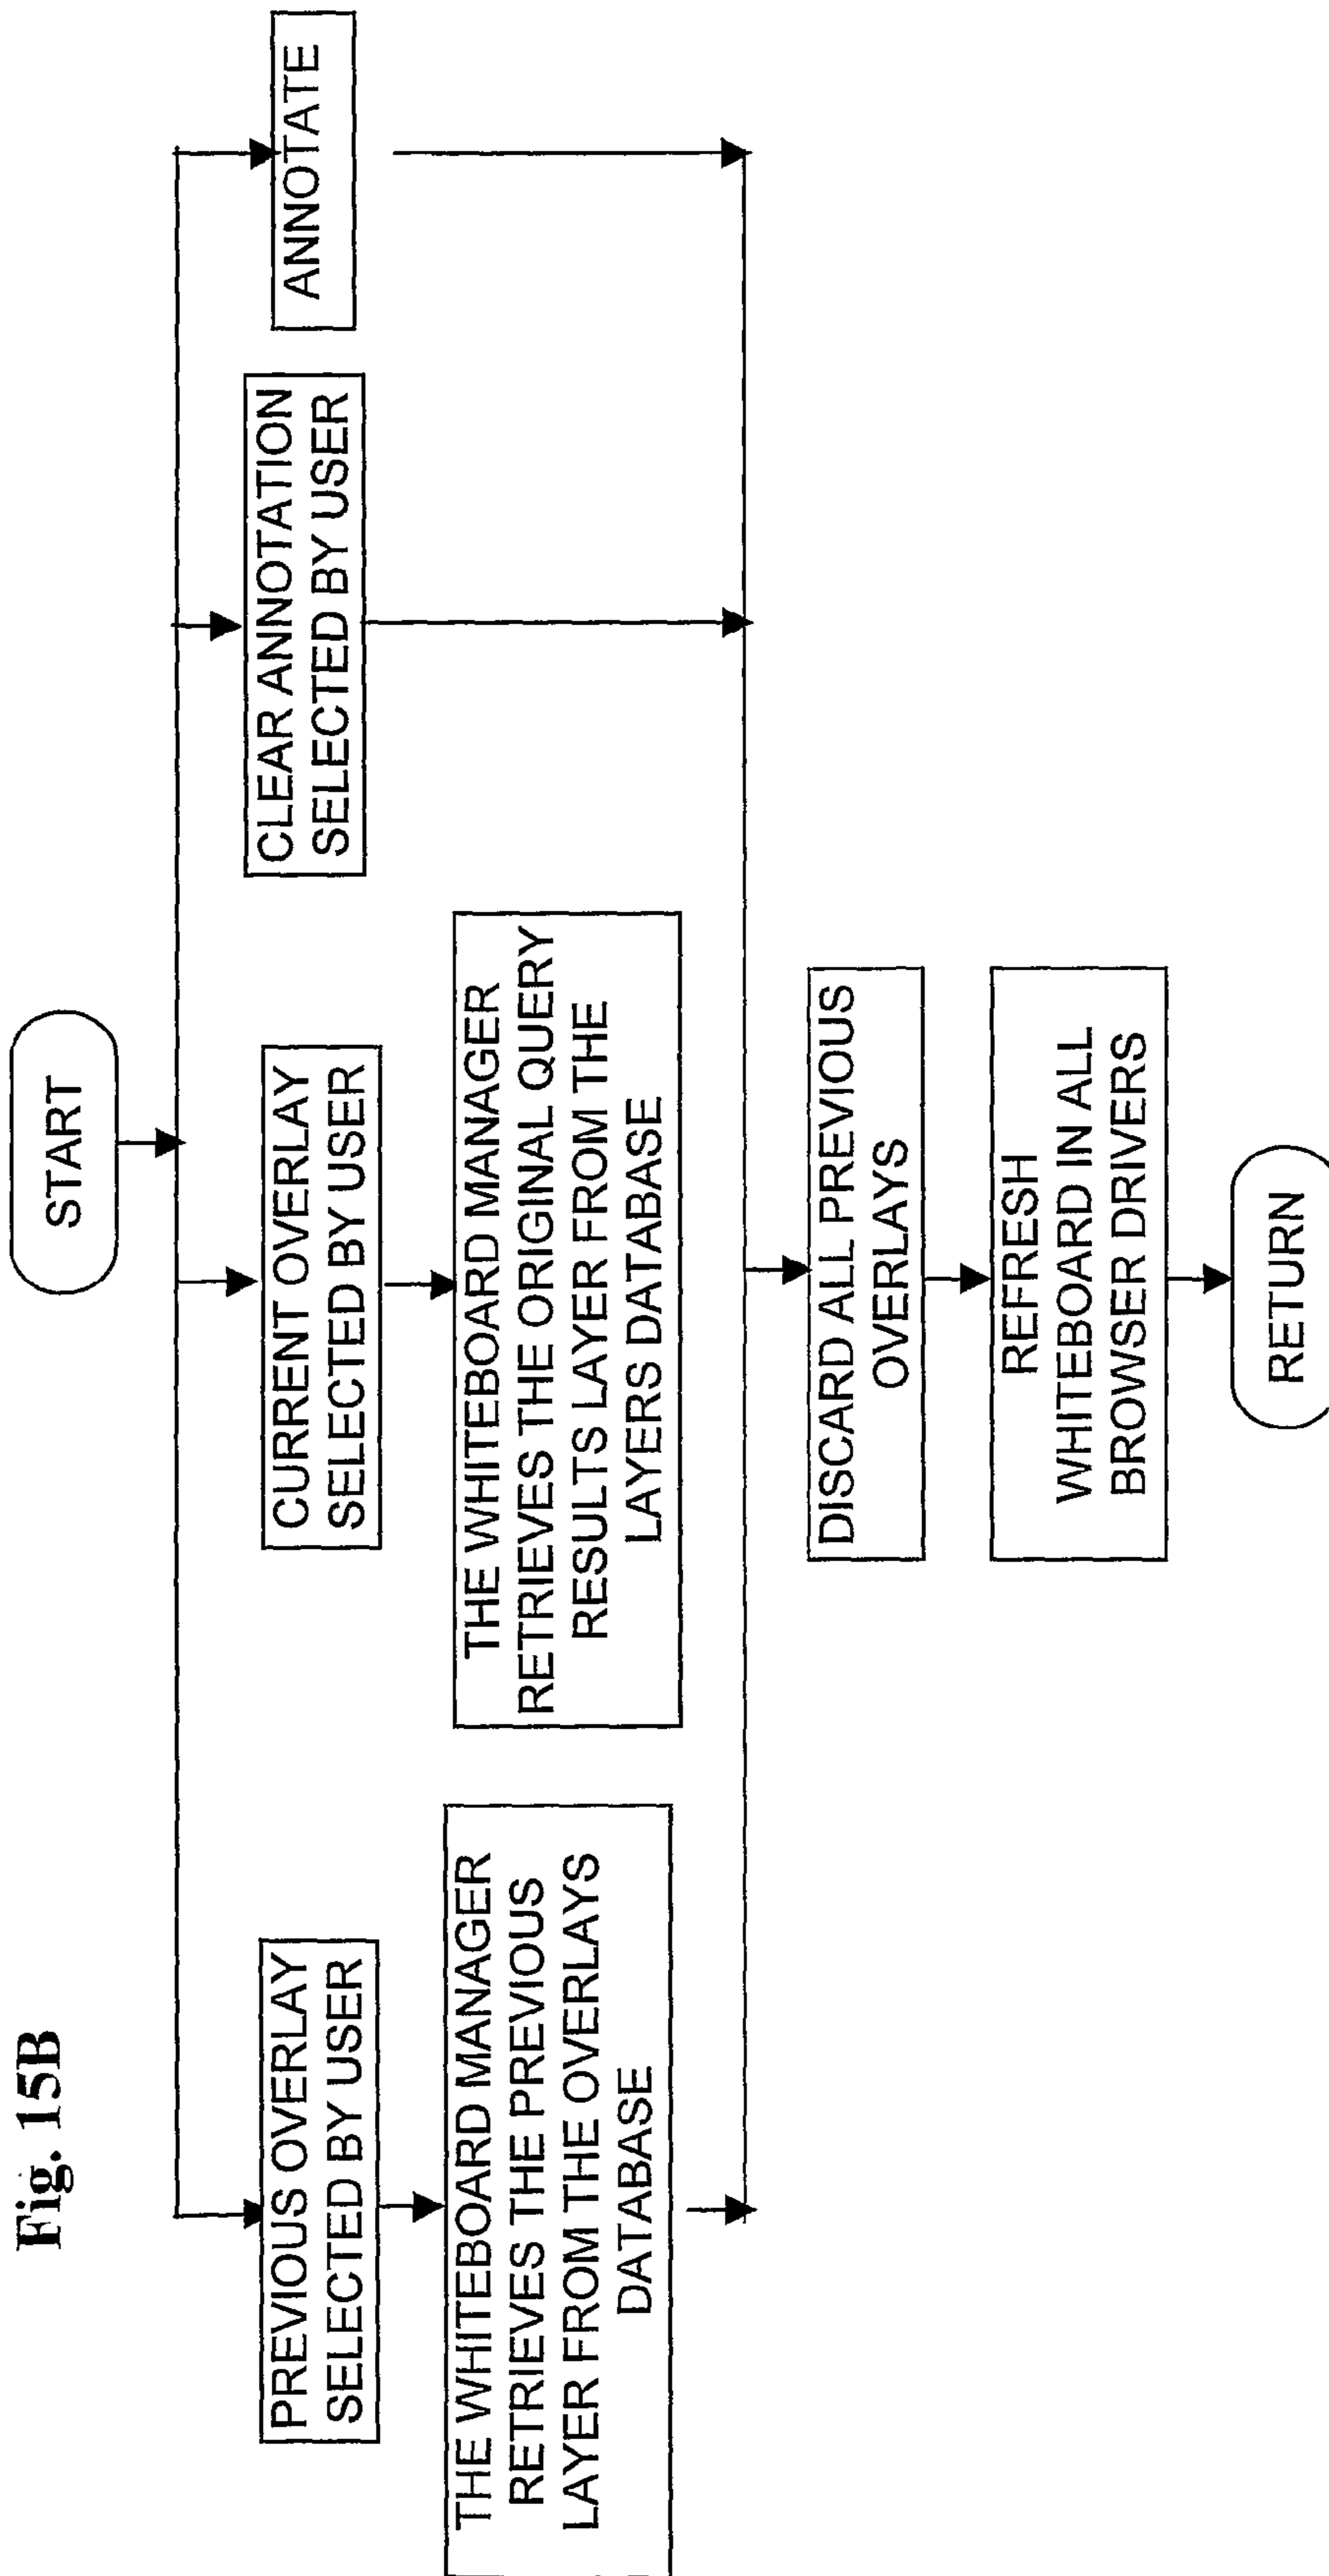 Fig. 15B
START
PREVIOUS OVERLAY
SELECTED BY USER
CURRENT OVERLAY
SELECTED BY USER
CLEAR ANNOTATION
SELECTED BY USER
ANNOTATE
THE WHITEBOARD MANAGER
RETRIEVES THE PREVIOUS
LAYER FROM THE OVERLAYS
DATABASE
THE WHITEBOARD MANAGER
RETRIEVES THE ORIGINAL QUERY
RESULTS LAYER FROM THE
LAYERS DATABASE
DISCARD ALL PREVIOUS
OVERLAYS
REFRESH
WHITEBOARD IN ALL
BROWSER DRIVERS
RETURN